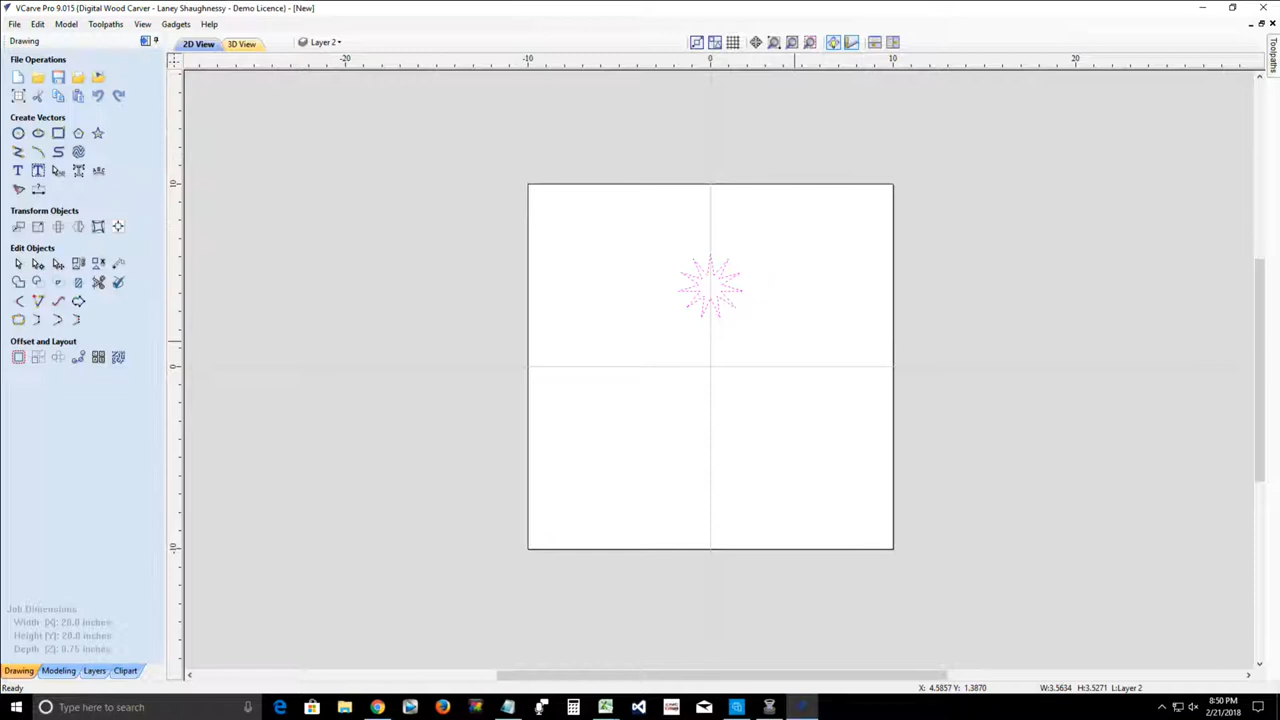 VCarve Pro 9.015 {Digital Wood Carver - Laney Shaughnessy - Demo Licence} - [New]
File Edit Model Toolpaths View Gadgets Help
Drawing
2D View 3D View Layer 2
-20 -10 0 10 20
10
0
-10
File Operations
Create Vectors
Transform Objects
Edit Objects
Offset and Layout
Job Dimensions
Width (X): 20.0 inches
Height (Y): 20.0 inches
Depth (Z): 0.75 inches
Drawing Modeling Layers Clipart
Toolpaths
Ready
X: 4.5857 Y: 1.3870 W:3.5634 H:3.5271 L:Layer 2
Type here to search
8:50 PM
2/21/2018